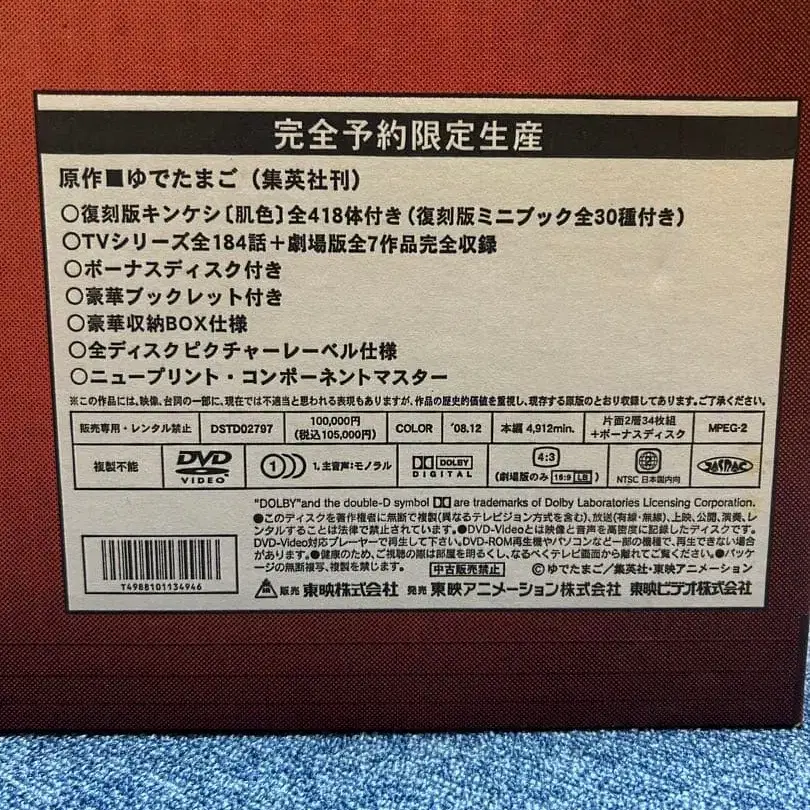 完全予約限定生産
原作■ゆでたまご（集英社刊）
○復刻版キンケシ〔肌色〕全418体付き（復刻版ミニブック全30種付き）
○TVシリーズ全184話＋劇場版全7作品完全収録
○ボーナスディスク付き
○豪華ブックレット付き
○豪華収納BOX仕様
○全ディスクピクチャーレーベル仕様
○ニュープリント・コンポーネントマスター
※この作品には、映像、台詞の一部に、現在では不適当と思われる表現もありますが、作品の歴史的価値を重視し、現存する原版のとおり収録してあります。ご了承ください。
販売専用・レンタル禁止 DSTD02797 100,000円 COLOR '08.12 本編 4,912min. 片面2層34枚組 MPEG-2
(税込105,000円) +ボーナスディスク
複製不能 DVD VIDEO 1)) 1.主音声:モノラル DOLBY DIGITAL 4:3 (劇場版のみ 16:9 LB) 2 NTSC 日本国内向 JASRAC
"DOLBY"and the double-D symbol are trademarks of Dolby Laboratories Licensing Corporation.
●このディスクを著作権者に無断で複製(異なるテレビジョン方式を含む)、放送(有線・無線)、上映、公開、演奏、レ
ンタルすることは法律で禁止されています。●DVD-Videoとは映像と音声を高密度に記録したディスクです。
DVD-Video対応プレーヤーで再生して下さい。DVD-ROM再生機やパソコンなど一部の機種で、再生できない場合
があります。●健康のため、ご視聴の際は部屋を明るくし、なるべくテレビ画面から離れてご覧ください。●パッケ
ージの無断複写、複製を禁じます。 中古販売禁止 ©ゆでたまご／集英社・東映アニメーション
販売 東映株式会社 発売 東映アニメーション株式会社 東映ビデオ株式会社
T4988101134946